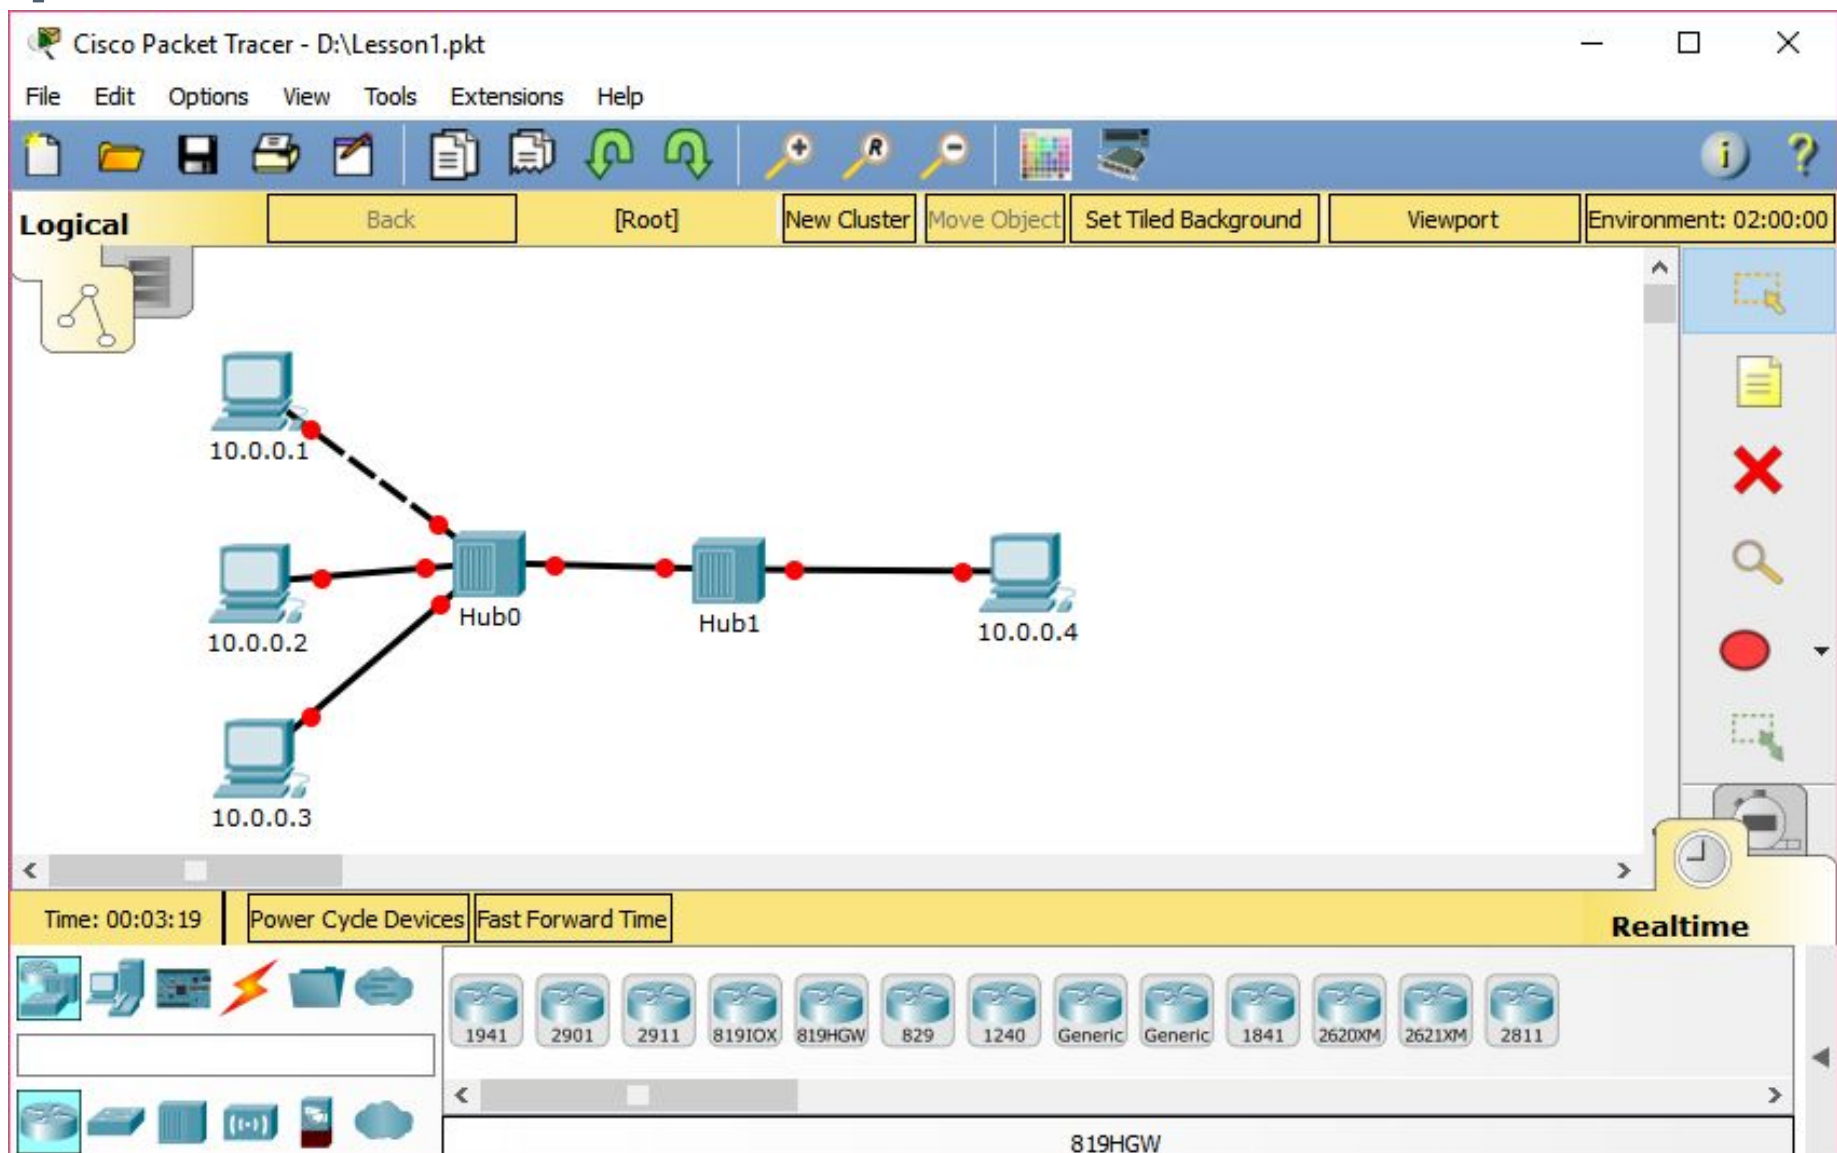 Cisco Packet Tracer - D:\Lesson1.pkt
File Edit Options View Tools Extensions Help
R i ?
Logical Back [Root] New Cluster Move Object Set Tiled Background Viewport Environment: 02:00:00
10.0.0.1
10.0.0.2
Hub0
Hub1
10.0.0.4
10.0.0.3
Time: 00:03:19 Power Cycle Devices Fast Forward Time Realtime
1941 2901 2911 819IOX 819HGW 829 1240 Generic Generic 1841 2620XM 2621XM 2811
819HGW